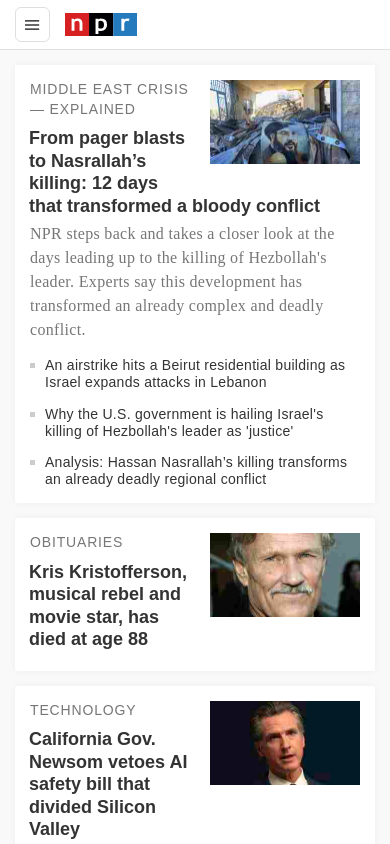 npr
MIDDLE EAST CRISIS
— EXPLAINED
From pager blasts
to Nasrallah’s
killing: 12 days
that transformed a bloody conflict
NPR steps back and takes a closer look at the
days leading up to the killing of Hezbollah's
leader. Experts say this development has
transformed an already complex and deadly
conflict.
An airstrike hits a Beirut residential building as
Israel expands attacks in Lebanon
Why the U.S. government is hailing Israel's
killing of Hezbollah's leader as 'justice'
Analysis: Hassan Nasrallah’s killing transforms
an already deadly regional conflict
OBITUARIES
Kris Kristofferson,
musical rebel and
movie star, has
died at age 88
TECHNOLOGY
California Gov.
Newsom vetoes AI
safety bill that
divided Silicon
Valley